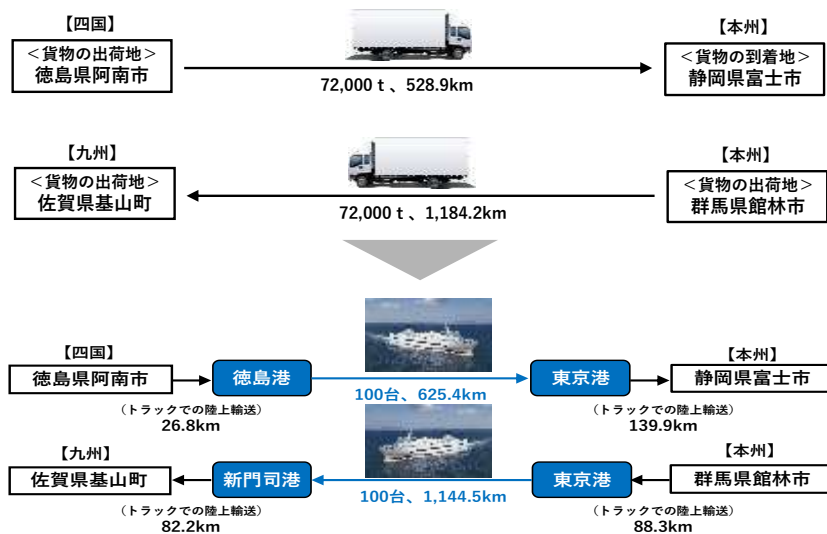 【四国】
<貨物の出荷地>
徳島県阿南市
72,000ｔ、528.9km
【本州】
<貨物の到着地>
静岡県富士市
【九州】
<貨物の出荷地>
佐賀県基山町
72,000ｔ、1,184.2km
【本州】
<貨物の出荷地>
群馬県館林市
【四国】
徳島県阿南市
徳島港
100台、625.4km
東京港
【本州】
静岡県富士市
（トラックでの陸上輸送）
26.8km
（トラックでの陸上輸送）
139.9km
【九州】
佐賀県基山町
新門司港
100台、1,144.5km
東京港
【本州】
群馬県館林市
（トラックでの陸上輸送）
82.2km
（トラックでの陸上輸送）
88.3km